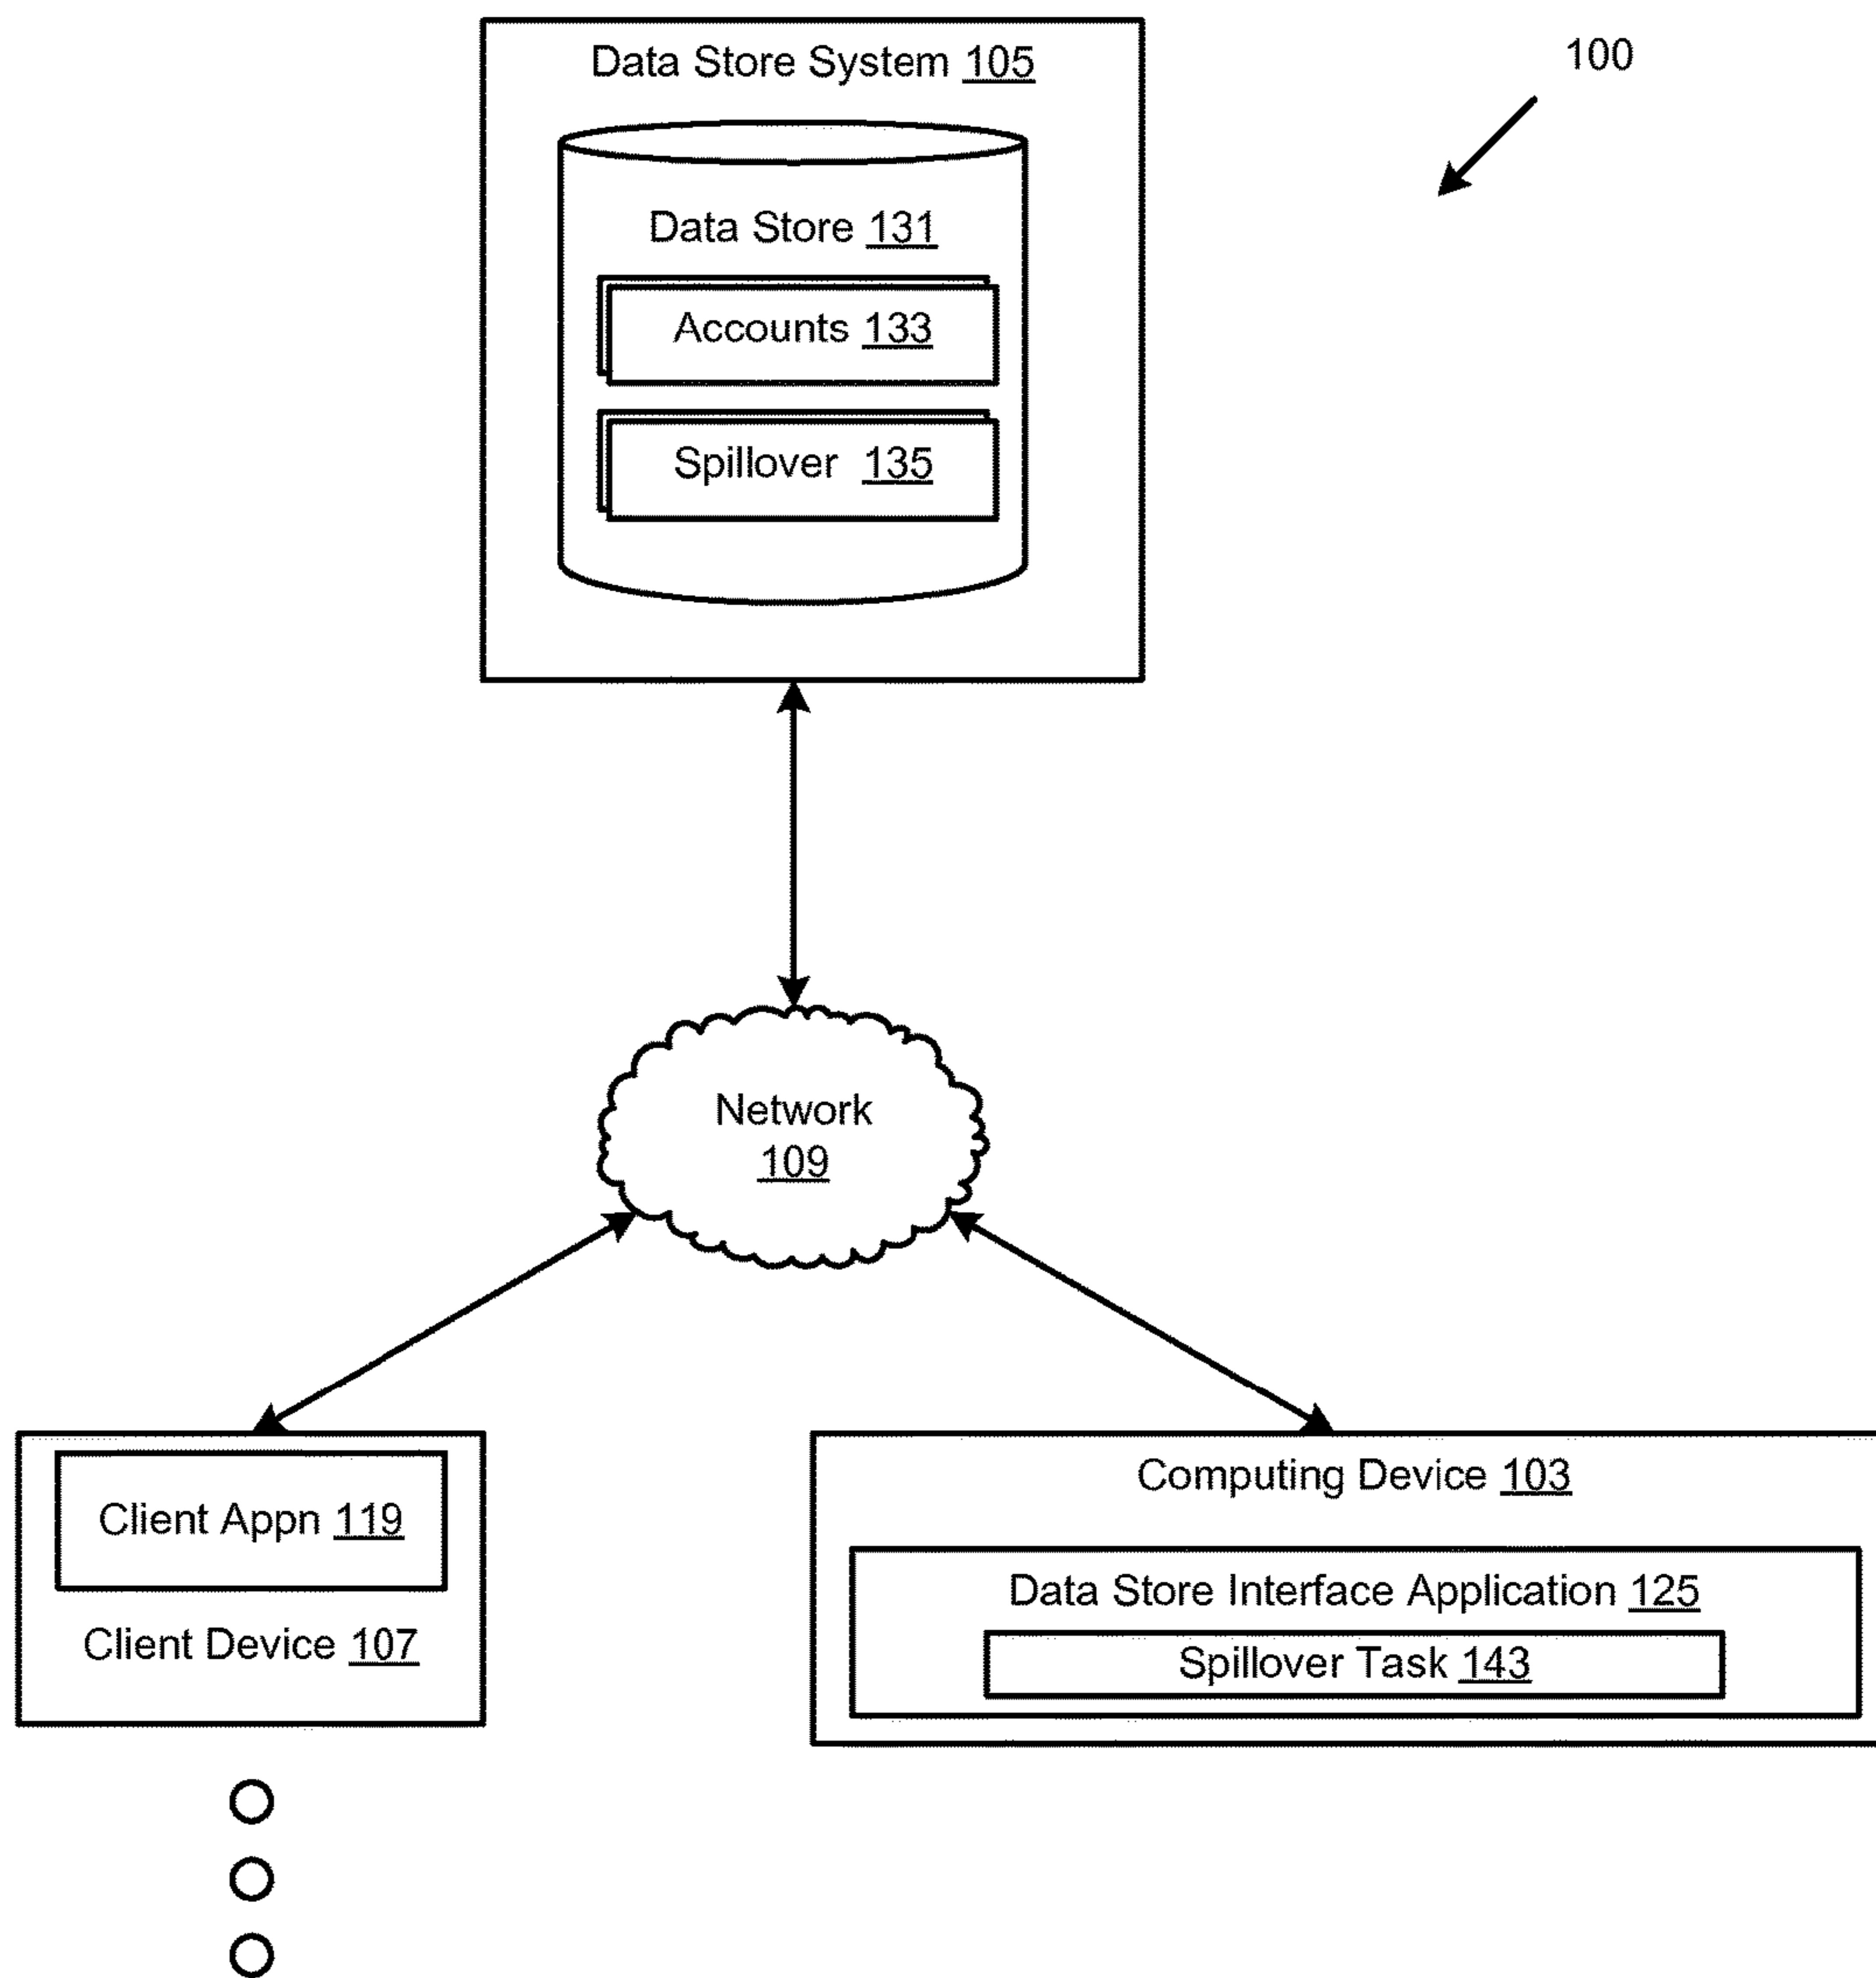 Data Store System 105
100
Data Store 131
Accounts 133
Spillover 135
Network
109
Client Appn 119
Client Device 107
Computing Device 103
Data Store Interface Application 125
Spillover Task 143